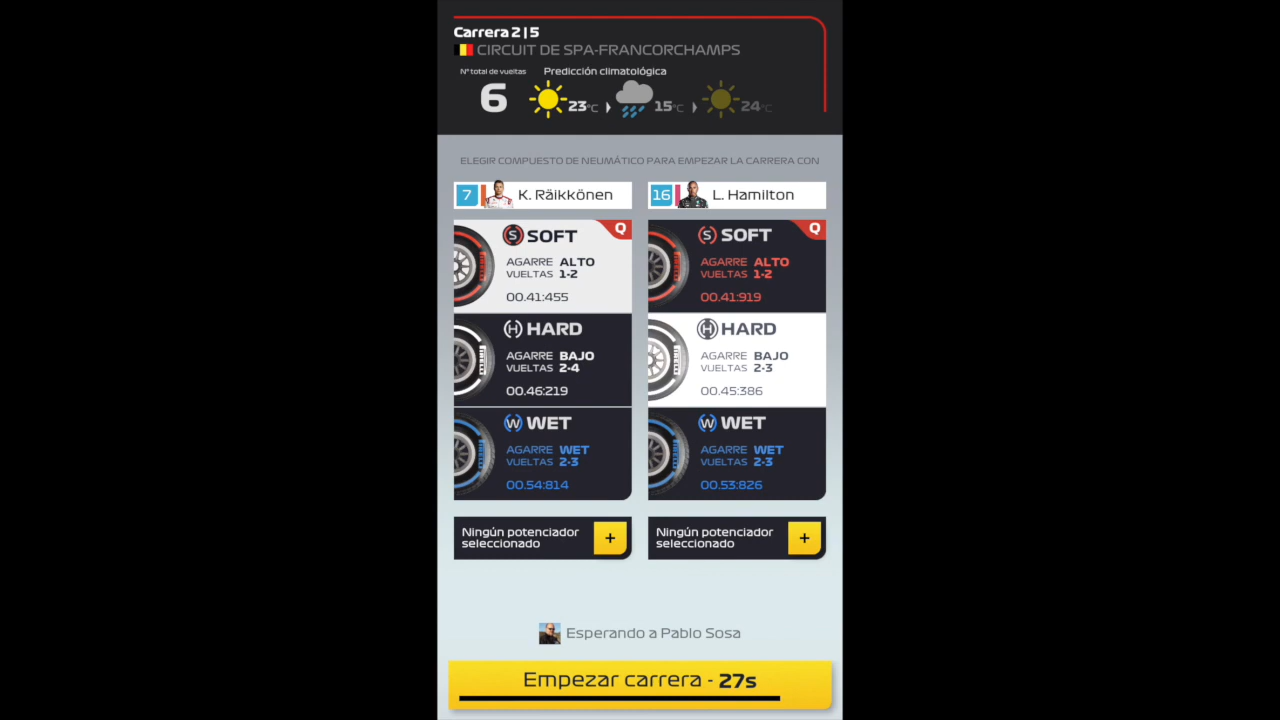 Carrera 2 | 5
CIRCUIT DE SPA-FRANCORCHAMPS
Nº total de vueltas
Predicción climatológica
6
23°C
15°C
24°C
ELEGIR COMPUESTO DE NEUMÁTICO PARA EMPEZAR LA CARRERA CON
7 K. Räikkönen
S SOFT
Q
AGARRE ALTO
VUELTAS 1-2
00.41:455
H HARD
AGARRE BAJO
VUELTAS 2-4
00.46:219
W WET
AGARRE WET
VUELTAS 2-3
00.54:814
Ningún potenciador
seleccionado
+
16 L. Hamilton
S SOFT
Q
AGARRE ALTO
VUELTAS 1-2
00.41:919
H HARD
AGARRE BAJO
VUELTAS 2-3
00.45:386
W WET
AGARRE WET
VUELTAS 2-3
00.53:826
Ningún potenciador
seleccionado
+
Esperando a Pablo Sosa
Empezar carrera - 27s